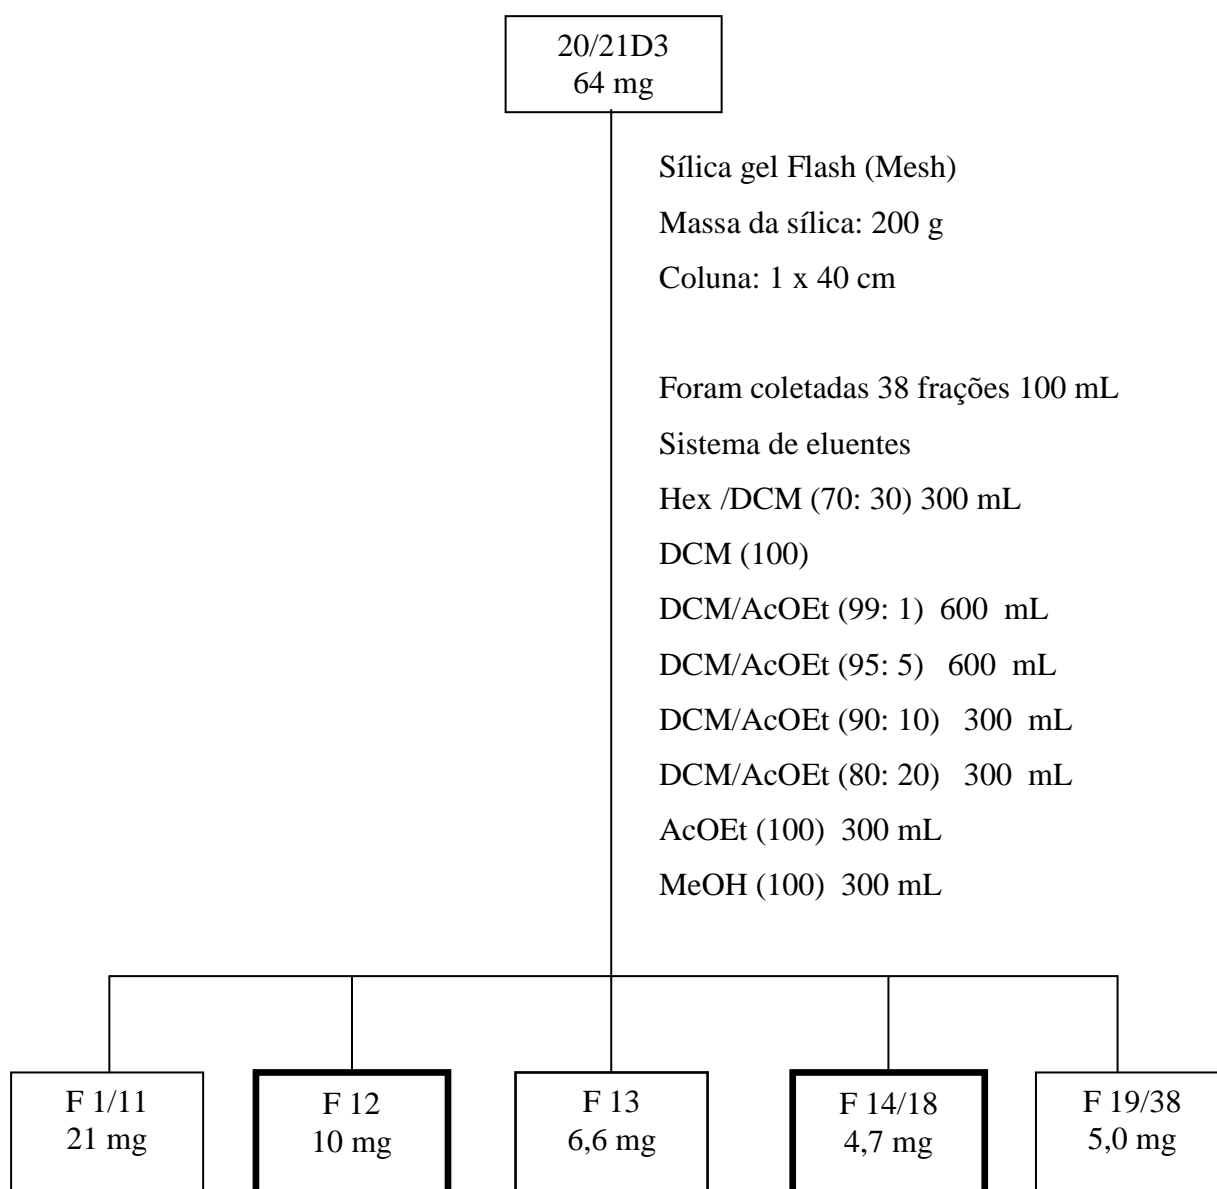 20/21D3
64 mg
Sílica gel Flash (Mesh)
Massa da sílica: 200 g
Coluna: 1 x 40 cm
Foram coletadas 38 frações 100 mL
Sistema de eluentes
Hex /DCM (70: 30) 300 mL
DCM (100)
DCM/AcOEt (99: 1) 600 mL
DCM/AcOEt (95: 5) 600 mL
DCM/AcOEt (90: 10) 300 mL
DCM/AcOEt (80: 20) 300 mL
AcOEt (100) 300 mL
MeOH (100) 300 mL
F 1/11
21 mg
F 12
10 mg
F 13
6,6 mg
F 14/18
4,7 mg
F 19/38
5,0 mg